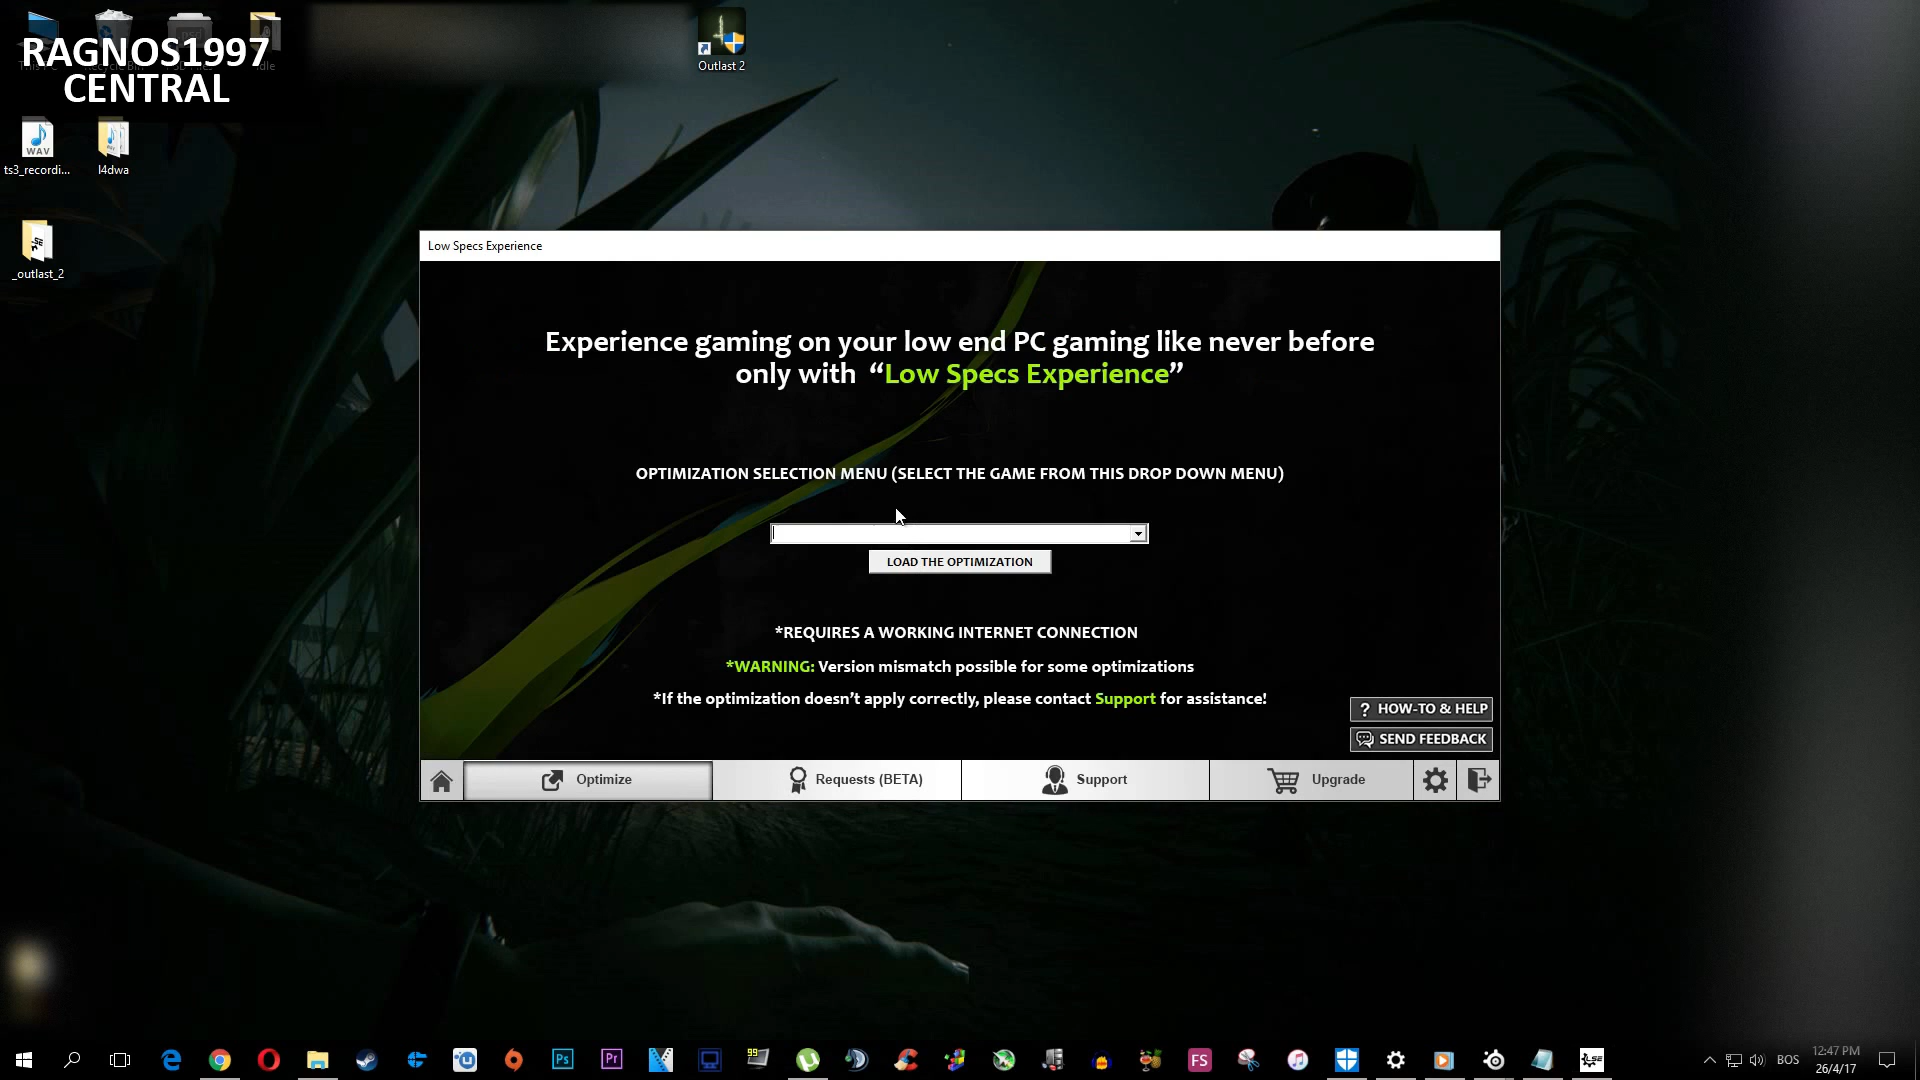 RAGNOS1997
CENTRAL
Outlast 2
WAV
ts3_recordi...
l4dwa
_outlast_2
Low Specs Experience
Experience gaming on your low end PC gaming like never before
only with “Low Specs Experience”
OPTIMIZATION SELECTION MENU (SELECT THE GAME FROM THIS DROP DOWN MENU)
LOAD THE OPTIMIZATION
*REQUIRES A WORKING INTERNET CONNECTION
*WARNING: Version mismatch possible for some optimizations
*If the optimization doesn’t apply correctly, please contact Support for assistance!
? HOW-TO & HELP
SEND FEEDBACK
Optimize
Requests (BETA)
Support
Upgrade
Ps
Pr
99
FS
BOS
12:47 PM
26/4/17